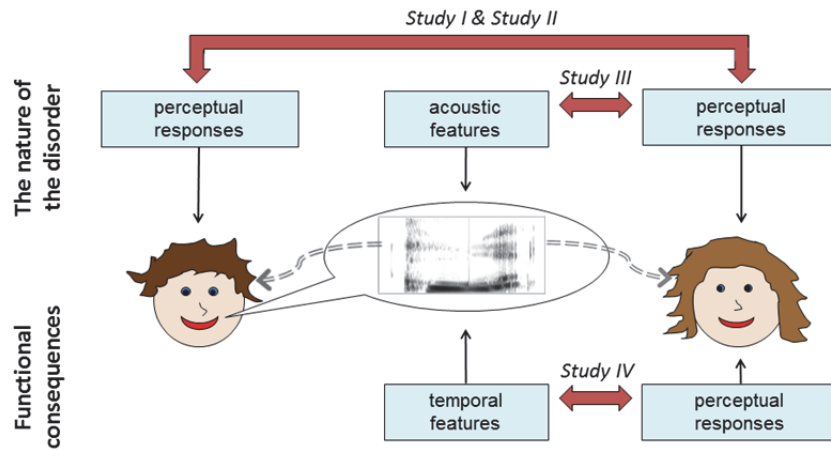 Study I & Study II
Study III
The nature of
the disorder
perceptual
responses
acoustic
features
perceptual
responses
Functional
consequences
Study IV
temporal
features
perceptual
responses